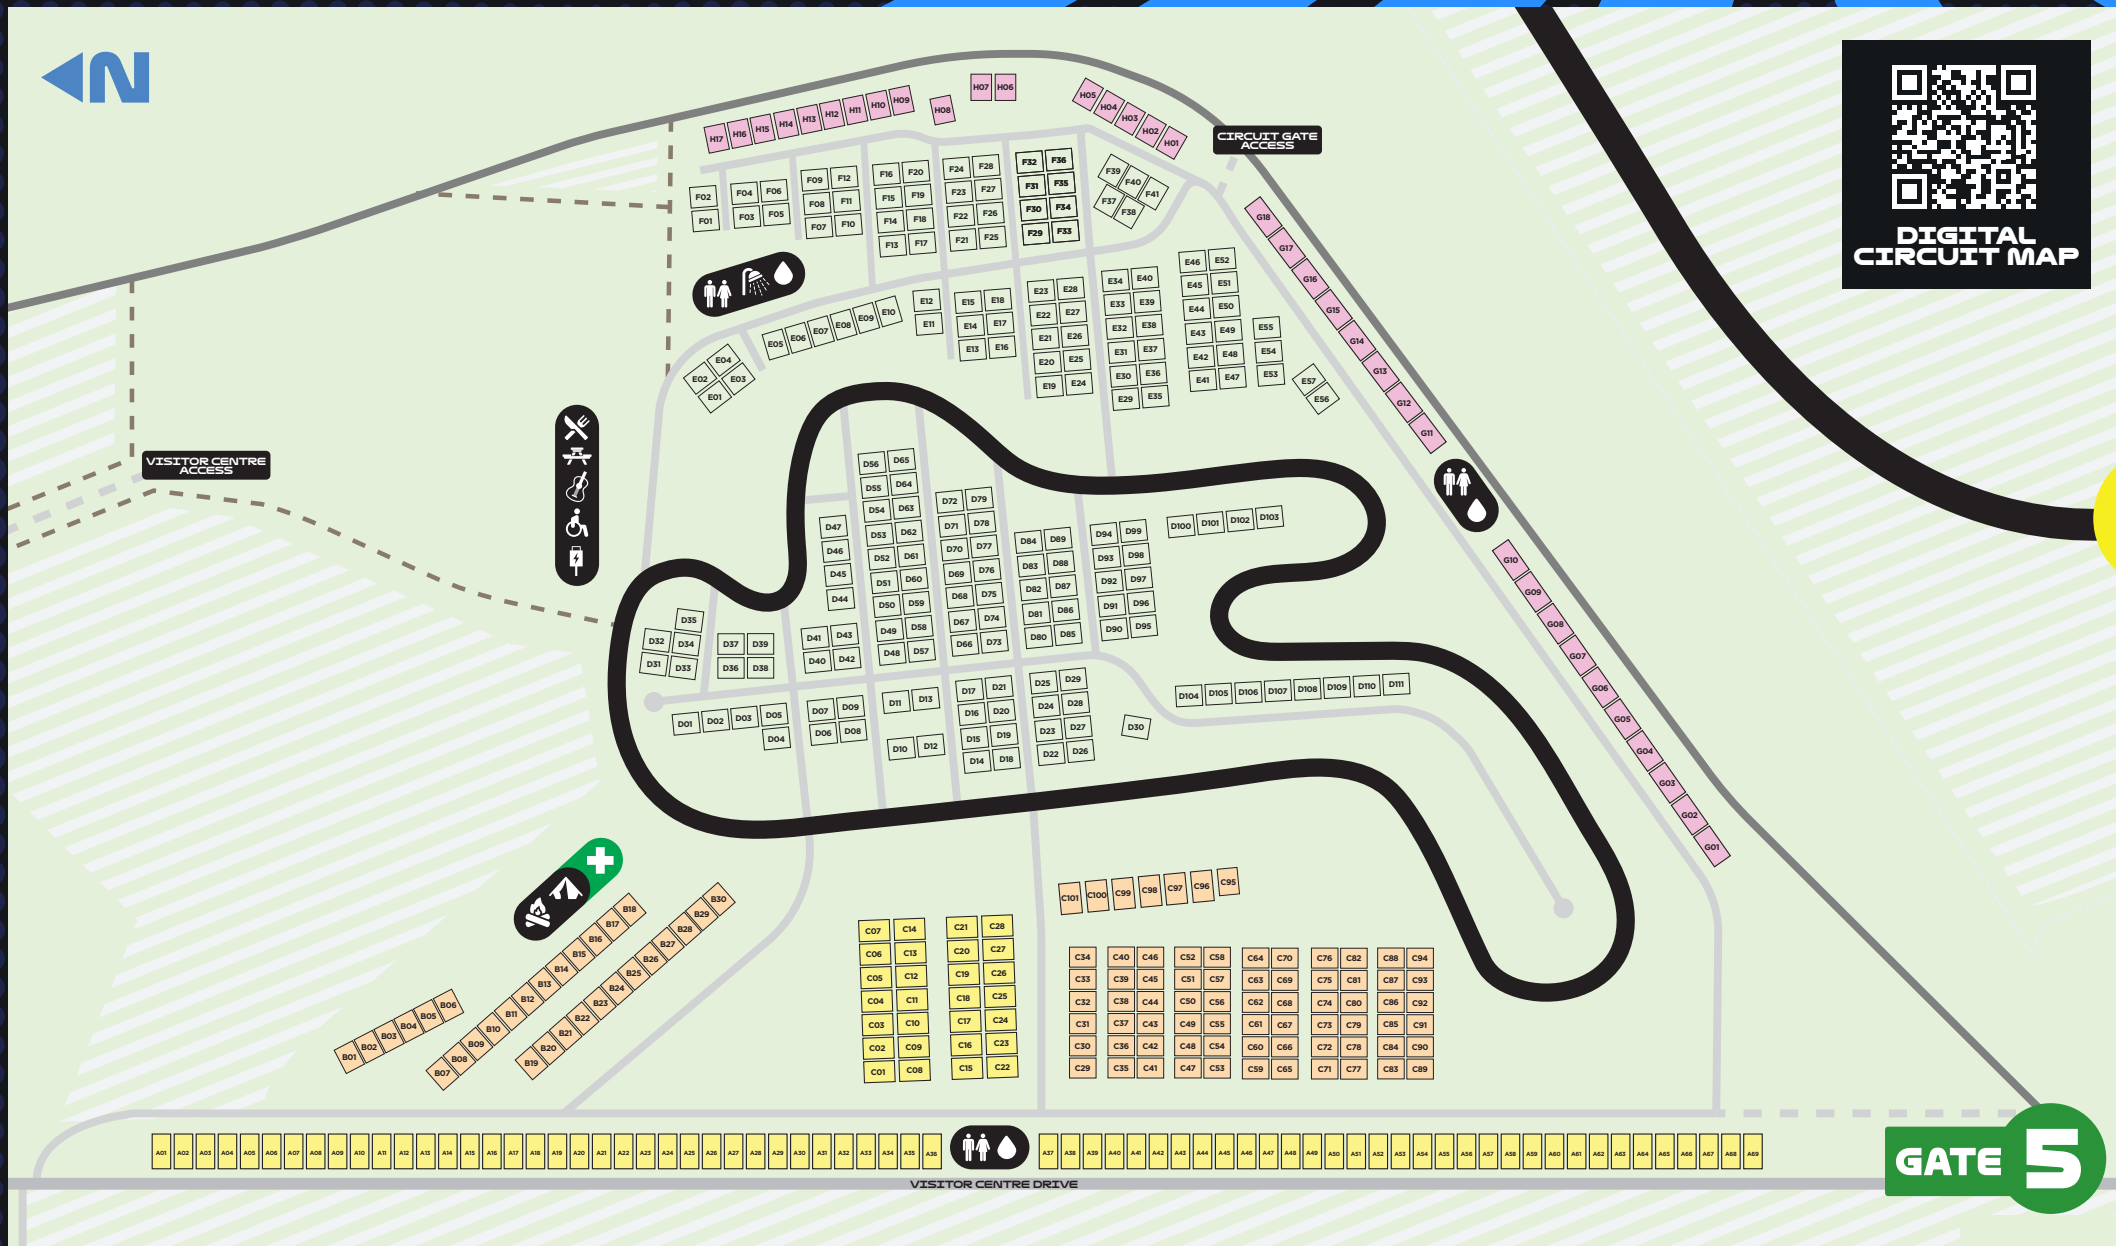 N
DIGITAL
CIRCUIT MAP
CIRCUIT GATE
ACCESS
VISITOR CENTRE
ACCESS
H17 H16 H15 H14 H13 H12 H11 H10 H09
H08
H07 H06
H05 H04 H03 H02 H01
F02
F01
F04 F06
F03 F05
F09 F12
F08 F11
F07 F10
F16 F20
F15 F19
F14 F18
F13 F17
F24 F28
F23 F27
F22 F26
F21 F25
F32 F36
F31 F35
F30 F34
F29 F33
F39 F40 F41
F37 F38
G18
G17
G16
G15
G14
G13
G12
G11
E04
E02 E03
E01
E05 E06 E07 E08 E09 E10
E12
E11
E15 E18
E14 E17
E13 E16
E23 E28
E22 E27
E21 E26
E20 E25
E19 E24
E34 E40
E33 E39
E32 E38
E31 E37
E30 E36
E29 E35
E46 E52
E45 E51
E44 E50
E43 E49
E42 E48
E41 E47
E55
E54
E53
E57
E56
D56 D65
D55 D64
D54 D63
D53 D62
D52 D61
D51 D60
D50 D59
D49 D58
D48 D57
D47
D46
D45
D44
D41 D43
D40 D42
D72 D79
D71 D78
D70 D77
D69 D76
D68 D75
D67 D74
D66 D73
D84 D89
D83 D88
D82 D87
D81 D86
D80 D85
D94 D99
D93 D98
D92 D97
D91 D96
D90 D95
D100 D101 D102 D103
D35
D32 D34
D31 D33
D37 D39
D36 D38
D01 D02 D03 D05
D04
D07 D09
D06 D08
D11 D13
D10 D12
D17 D21
D16 D20
D15 D19
D14 D18
D25 D29
D24 D28
D23 D27
D22 D26
D30
D104 D105 D106 D107 D108 D109 D110 D111
G10
G09
G08
G07
G06
G05
G04
G03
G02
G01
B01 B02 B03 B04 B05 B06
B07 B08 B09 B10 B11 B12 B13 B14 B15 B16 B17 B18
B19 B20 B21 B22 B23 B24 B25 B26 B27 B28 B29 B30
C07 C14
C06 C13
C05 C12
C04 C11
C03 C10
C02 C09
C01 C08
C21 C28
C20 C27
C19 C26
C18 C25
C17 C24
C16 C23
C15 C22
C101 C100 C99 C98 C97 C96 C95
C34 C40 C46 C52 C58 C64 C70 C76 C82 C88 C94
C33 C39 C45 C51 C57 C63 C69 C75 C81 C87 C93
C32 C38 C44 C50 C56 C62 C68 C74 C80 C86 C92
C31 C37 C43 C49 C55 C61 C67 C73 C79 C85 C91
C30 C36 C42 C48 C54 C60 C66 C72 C78 C84 C90
C29 C35 C41 C47 C53 C59 C65 C71 C77 C83 C89
A01 A02 A03 A04 A05 A06 A07 A08 A09 A10 A11 A12 A13 A14 A15 A16 A17 A18 A19 A20 A21 A22 A23 A24 A25 A26 A27 A28 A29 A30 A31 A32 A33 A34 A35 A36
A37 A38 A39 A40 A41 A42 A43 A44 A45 A46 A47 A48 A49 A50 A51 A52 A53 A54 A55 A56 A57 A58 A59 A60 A61 A62 A63 A64 A65 A66 A67 A68 A69
GATE 5
VISITOR CENTRE DRIVE